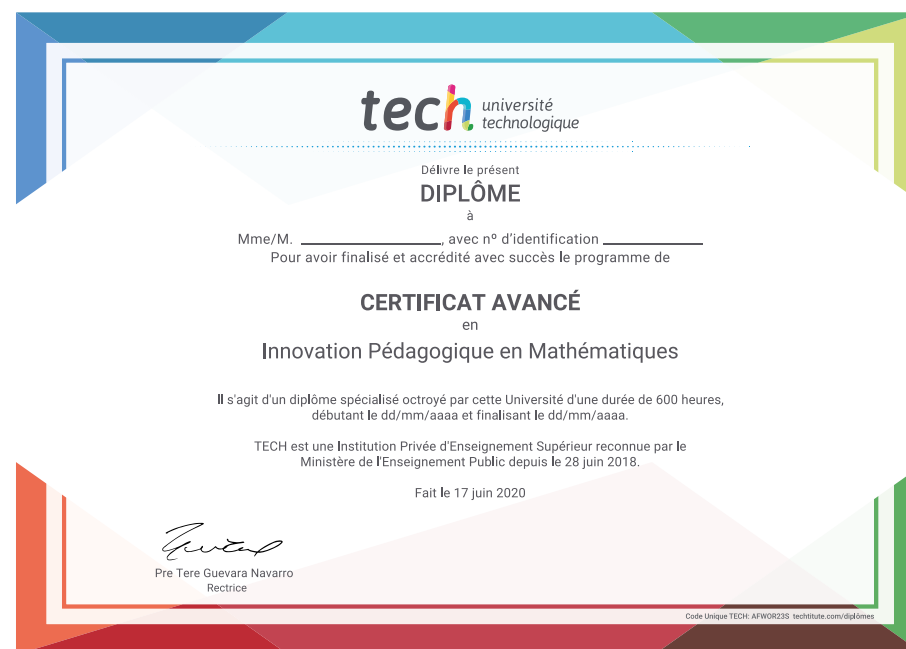 tech université
technologique
Délivre le présent
DIPLÔME
à
Mme/M. ____________________, avec nº d'identification ______________
Pour avoir finalisé et accrédité avec succès le programme de
CERTIFICAT AVANCÉ
en
Innovation Pédagogique en Mathématiques
Il s'agit d'un diplôme spécialisé octroyé par cette Université d'une durée de 600 heures,
débutant le dd/mm/aaaa et finalisant le dd/mm/aaaa.
TECH est une Institution Privée d'Enseignement Supérieur reconnue par le
Ministère de l'Enseignement Public depuis le 28 juin 2018.
Fait le 17 juin 2020
Pre Tere Guevara Navarro
Rectrice
Code Unique TECH: AFWOR23S techtitute.com/diplômes